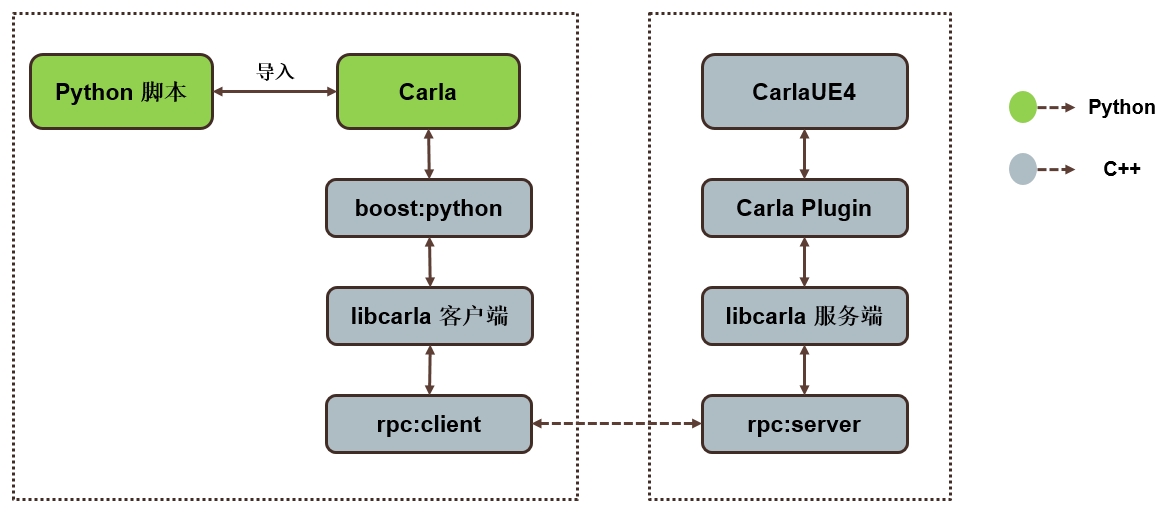 导入
Python 脚本
Carla
boost:python
libcarla 客户端
rpc:client
CarlaUE4
Carla Plugin
libcarla 服务端
rpc:server
Python
C++